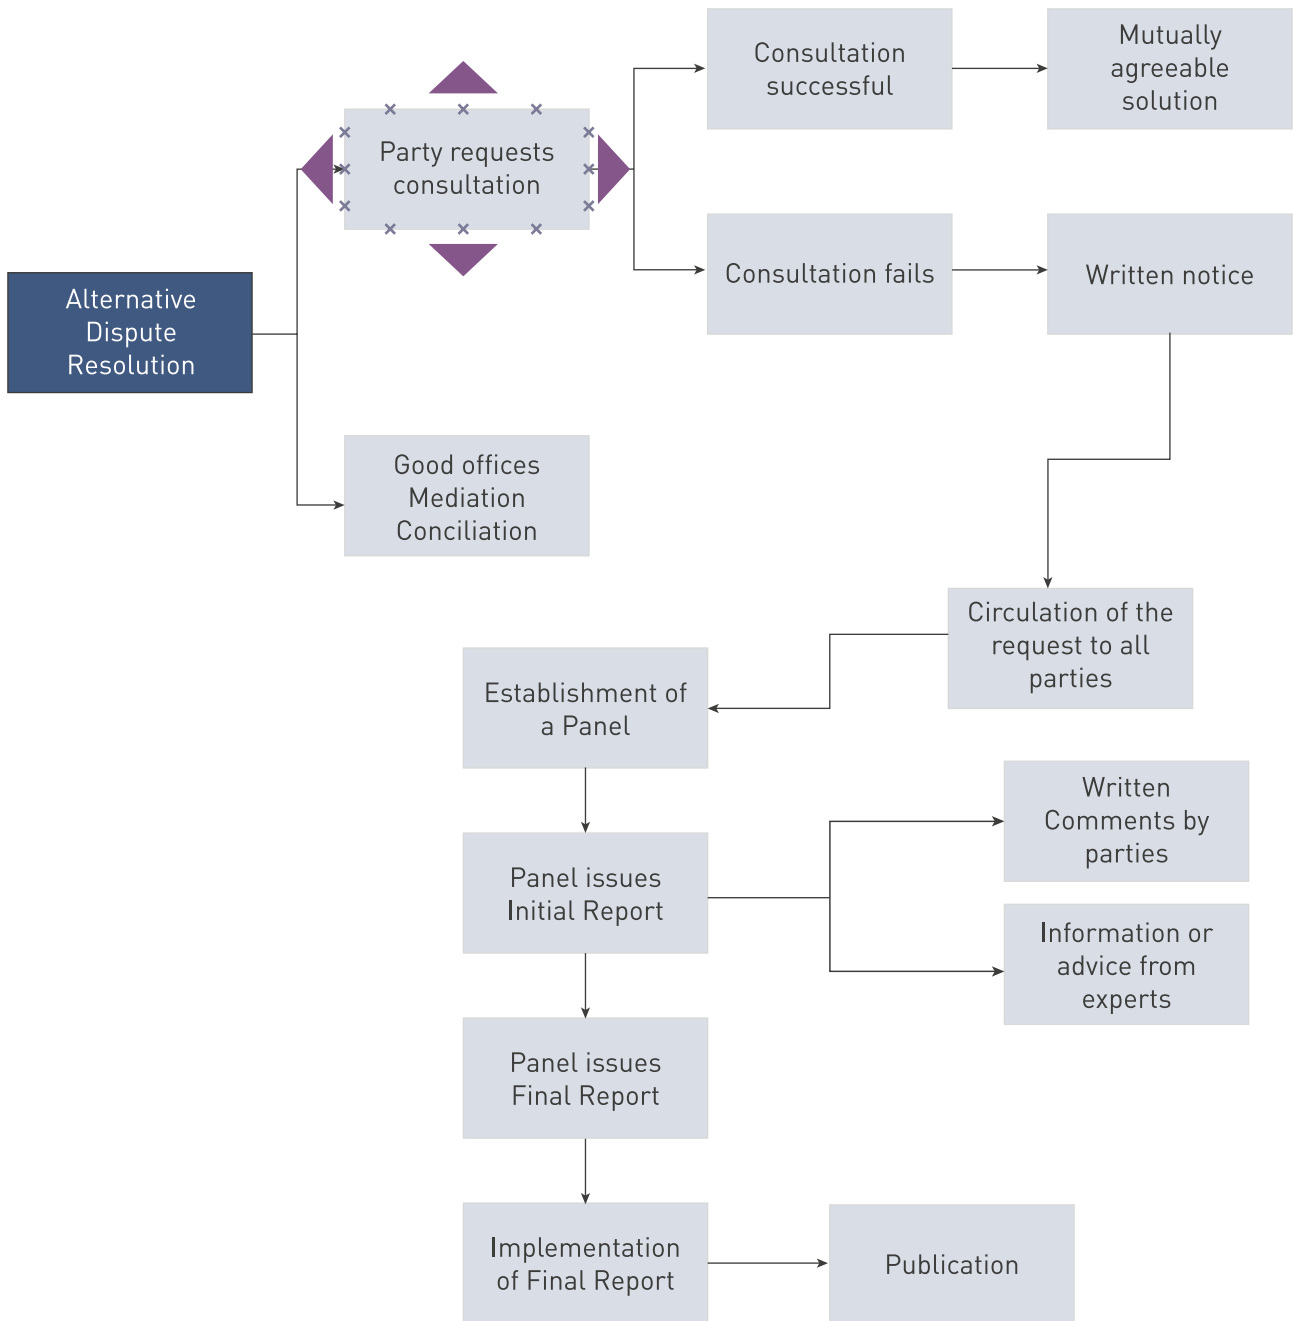 Consultation
successful
Mutually
agreeable
solution
Party requests
consultation
Consultation fails
Written notice
Alternative
Dispute
Resolution
Good offices
Mediation
Conciliation
Circulation of the
request to all
parties
Establishment of
a Panel
Written
Comments by
parties
Panel issues
Initial Report
Information or
advice from
experts
Panel issues
Final Report
Implementation
of Final Report
Publication